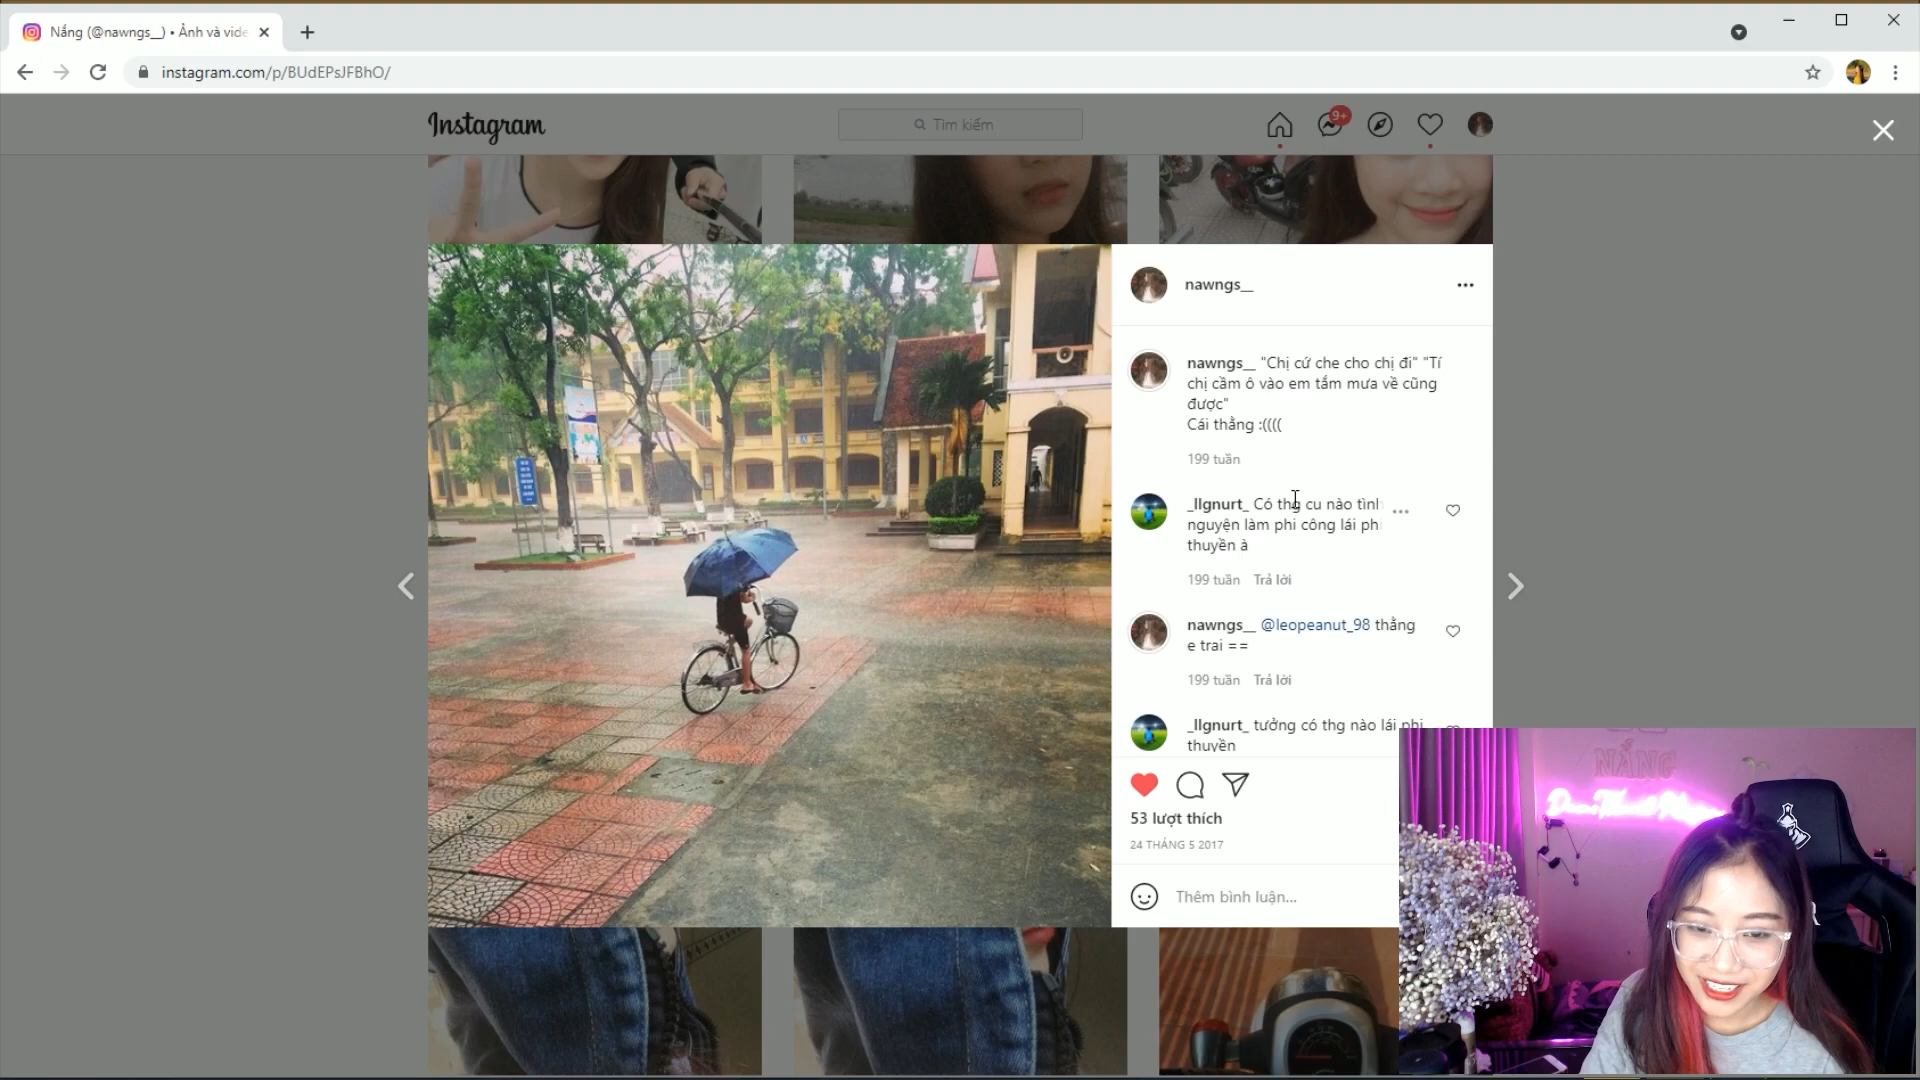 Nắng (@nawngs__) • Ảnh và vide
instagram.com/p/BUdEPsJFBhO/
Instagram
Tìm kiếm
9+
nawngs__
nawngs__ "Chị cứ che cho chị đi" "Tí
chị cầm ô vào em tắm mưa về cũng
được"
Cái thằng :((((
199 tuần
_llgnurt_ Có thg cu nào tình
nguyện làm phi công lái phi
thuyền à
199 tuần Trả lời
nawngs__ @leopeanut_98 thằng
e trai ==
199 tuần Trả lời
_llgnurt_ tưởng có thg nào lái phi
thuyền
53 lượt thích
24 THÁNG 5 2017
Thêm bình luận...
NẮNG